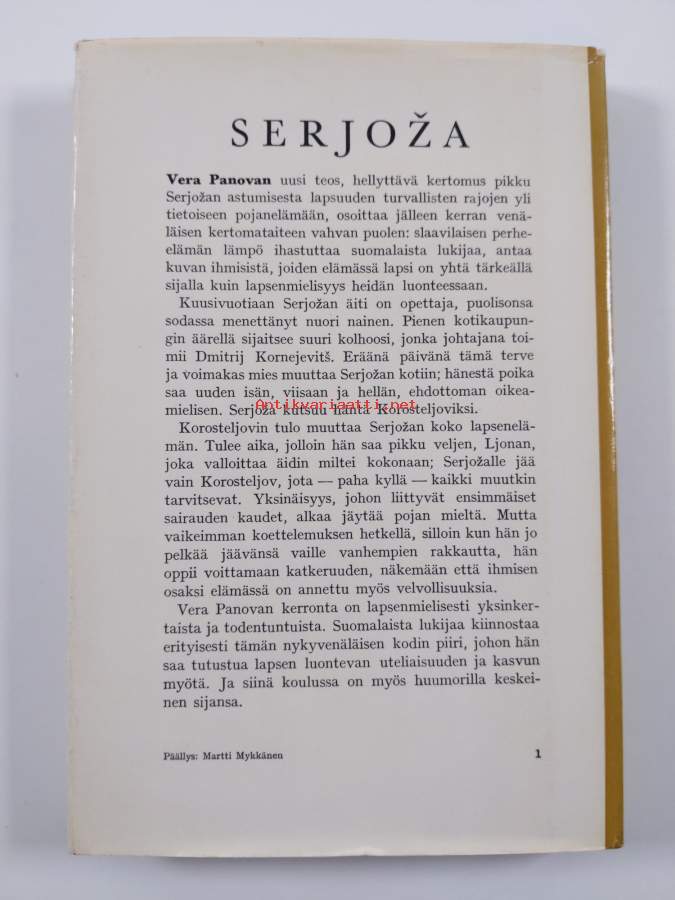 SERJOŽA
Vera Panovan uusi teos, hellyttävä kertomus pikku
Serjožan astumisesta lapsuuden turvallisten rajojen yli
tietoiseen pojanelämään, osoittaa jälleen kerran venä-
läisen kertomataiteen vahvan puolen: slaavilaisen perhe-
elämän lämpö ihastuttaa suomalaista lukijaa, antaa
kuvan ihmisistä, joiden elämässä lapsi on yhtä tärkeällä
sijalla kuin lapsenmielisyys heidän luonteessaan.
Kuusivuotiaan Serjožan äiti on opettaja, puolisonsa
sodassa menettänyt nuori nainen. Pienen kotikaupun-
gin äärellä sijaitsee suuri kolhoosi, jonka johtajana toi-
mii Dmitrij Kornejevitš. Eräänä päivänä tämä terve
ja voimakas mies muuttaa Serjožan kotiin; hänestä poika
saa uuden isän, viisaan ja hellän, ehdottoman oikea-
Antikvariaatti.net
mielisen. Serjoža kutsuu häntä Korosteljoviksi.
Korosteljovin tulo muuttaa Serjožan koko lapsenelä-
män. Tulee aika, jolloin hän saa pikku veljen, Ljonan,
joka valloittaa äidin miltei kokonaan; Serjožalle jää
vain Korosteljov, jota — paha kyllä — kaikki muutkin
tarvitsevat. Yksinäisyys, johon liittyvät ensimmäiset
sairauden kaudet, alkaa jäytää pojan mieltä. Mutta
vaikeimman koettelemuksen hetkellä, silloin kun hän jo
pelkää jäävänsä vaille vanhempien rakkautta, hän
oppii voittamaan katkeruuden, näkemään että ihmisen
osaksi elämässä on annettu myös velvollisuuksia.
Vera Panovan kerronta on lapsenmielisesti yksinker-
taista ja todentuntuista. Suomalaista lukijaa kiinnostaa
erityisesti tämän nykyvenäläisen kodin piiri, johon hän
saa tutustua lapsen luontevan uteliaisuuden ja kasvun
myötä. Ja siinä koulussa on myös huumorilla keskei-
nen sijansa.
Päällys: Martti Mykkänen 1